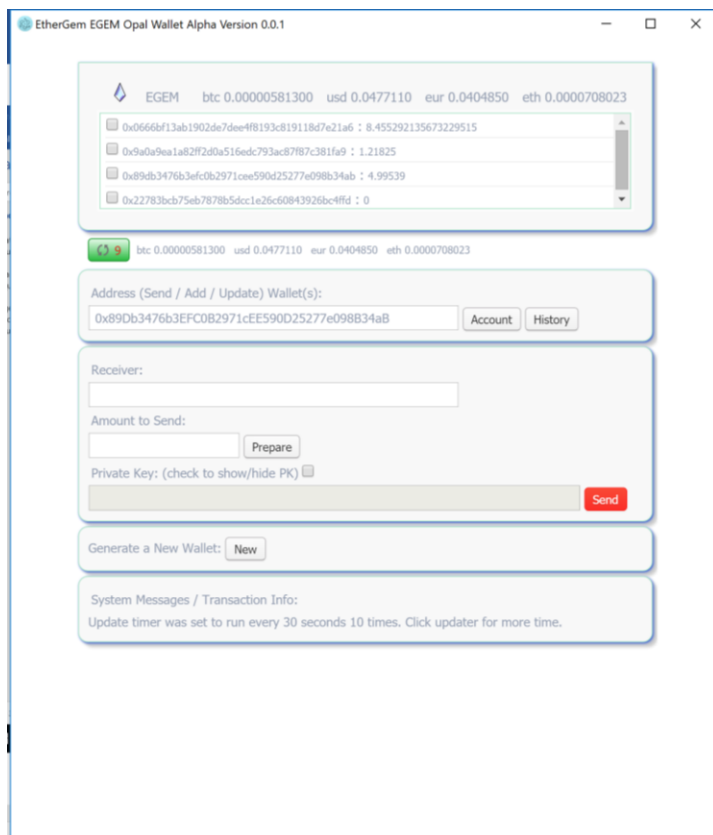 EtherGem EGEM Opal Wallet Alpha Version 0.0.1
EGEM btc 0.00000581300 usd 0.0477110 eur 0.0404850 eth 0.0000708023
0x0666bf13ab1902de7dee4f8193c819118d7e21a6 : 8.455292135673229515
0x9a0a9ea1a82ff2d0a516edc793ac87f87c381fa9 : 1.21825
0x89db3476b3efc0b2971cee590d25277e098b34ab : 4.99539
0x22783bcb75eb7878b5dcc1e26c60843926bc4ffd : 0
9 btc 0.00000581300 usd 0.0477110 eur 0.0404850 eth 0.0000708023
Address (Send / Add / Update) Wallet(s):
0x89Db3476b3EFC0B2971cEE590D25277e098B34aB Account History
Receiver:
Amount to Send:
Prepare
Private Key: (check to show/hide PK)
Send
Generate a New Wallet: New
System Messages / Transaction Info:
Update timer was set to run every 30 seconds 10 times. Click updater for more time.